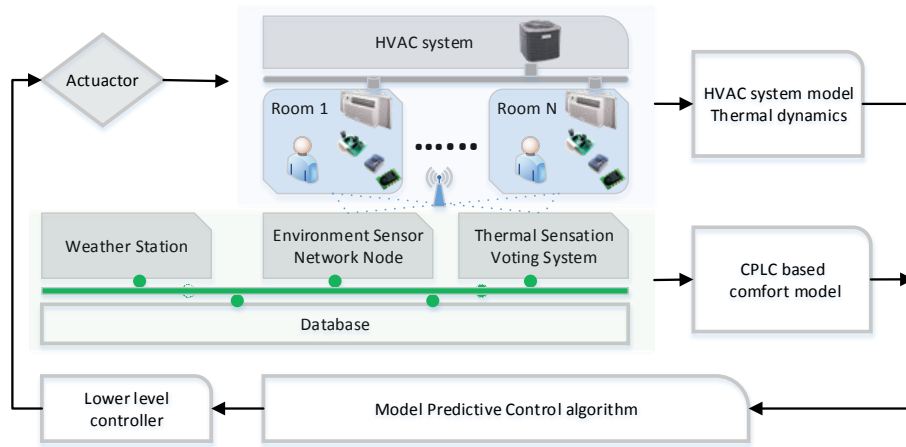 HVAC system
Actuactor
Room 1
Room N
HVAC system model
Thermal dynamics
Weather Station
Environment Sensor
Network Node
Thermal Sensation
Voting System
CPLC based
comfort model
Database
Lower level
controller
Model Predictive Control algorithm